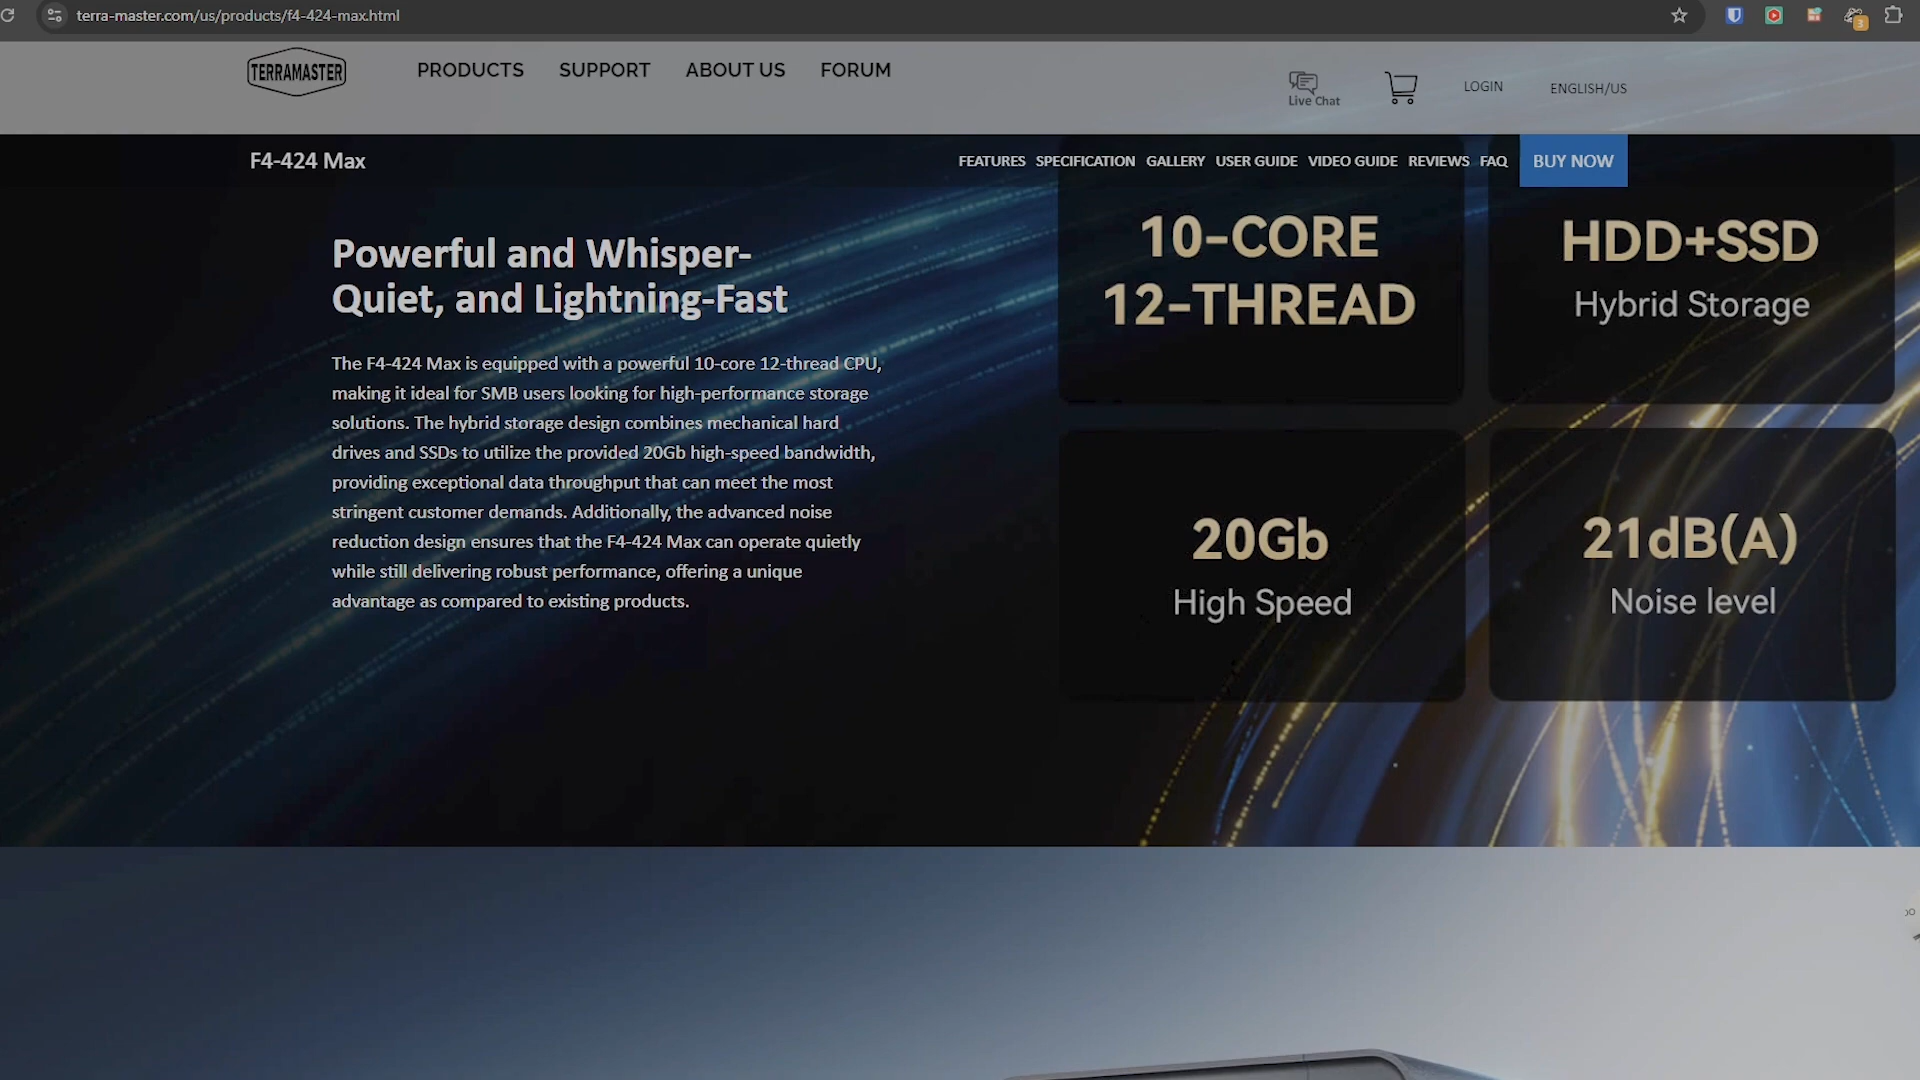 terra-master.com/us/products/f4-424-max.html
3
TERRAMASTER
PRODUCTS SUPPORT ABOUT US FORUM
Live Chat
LOGIN
ENGLISH/US
F4-424 Max
FEATURES SPECIFICATION GALLERY USER GUIDE VIDEO GUIDE REVIEWS FAQ BUY NOW
Powerful and Whisper-
Quiet, and Lightning-Fast
The F4-424 Max is equipped with a powerful 10-core 12-thread CPU,
making it ideal for SMB users looking for high-performance storage
solutions. The hybrid storage design combines mechanical hard
drives and SSDs to utilize the provided 20Gb high-speed bandwidth,
providing exceptional data throughput that can meet the most
stringent customer demands. Additionally, the advanced noise
reduction design ensures that the F4-424 Max can operate quietly
while still delivering robust performance, offering a unique
advantage as compared to existing products.
10-CORE
12-THREAD
HDD+SSD
Hybrid Storage
20Gb
High Speed
21dB(A)
Noise level